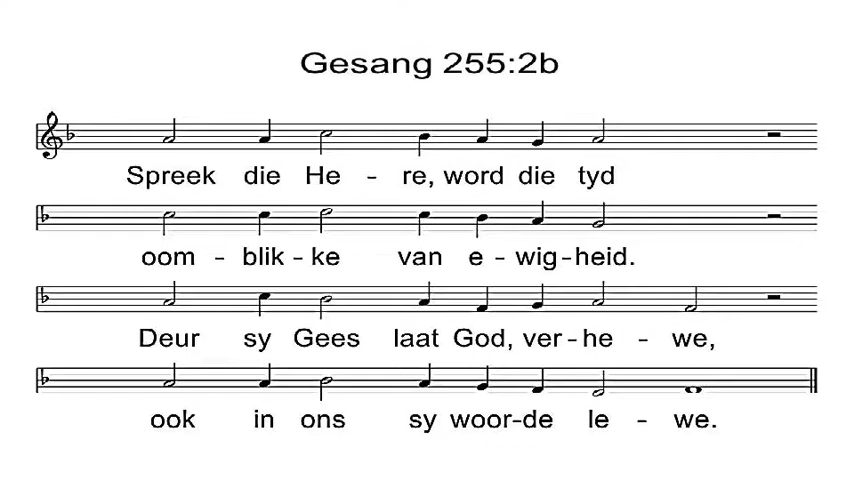 Gesang 255:2b
Spreek die He - re, word die tyd
oom - blik - ke van e - wig - heid.
Deur sy Gees laat God, ver - he - we,
ook in ons sy woor - de le - we.